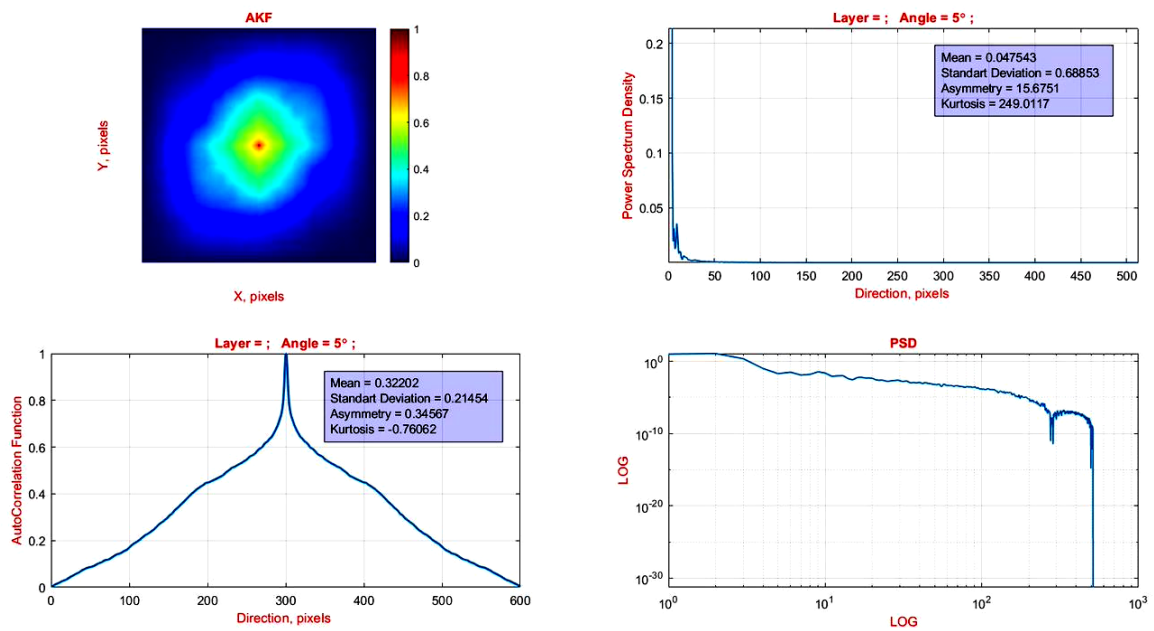 AKF
Y, pixels
X, pixels
1
0.8
0.6
0.4
0.2
0
Layer = ;   Angle = 5° ;
Power Spectrum Density
0.2
0.15
0.1
0.05
Mean = 0.047543
Standart Deviation = 0.68853
Asymmetry = 15.6751
Kurtosis = 249.0117
0 50 100 150 200 250 300 350 400 450 500
Direction, pixels
Layer = ;   Angle = 5° ;
AutoCorrelation Function
1
0.8
0.6
0.4
0.2
0
Mean = 0.32202
Standart Deviation = 0.21454
Asymmetry = 0.34567
Kurtosis = -0.76062
0 100 200 300 400 500 600
Direction, pixels
PSD
LOG
10⁰
10⁻¹⁰
10⁻²⁰
10⁻³⁰
10⁰ 10¹ 10² 10³
LOG